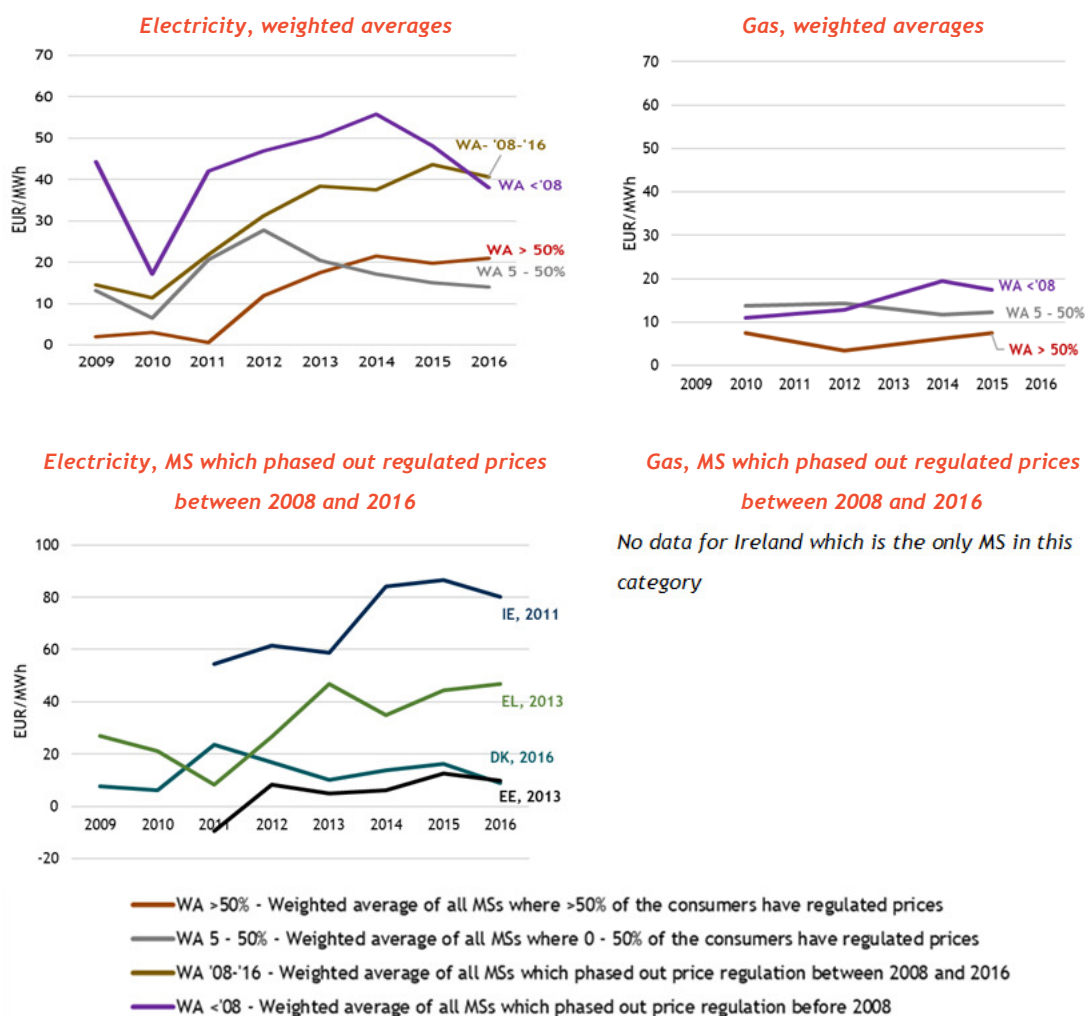 Electricity, weighted averages
70
60
50
40
30
20
10
0
EUR/MWh
2009 2010 2011 2012 2013 2014 2015 2016
WA- '08-'16
WA <'08
WA > 50%
WA 5 - 50%
Gas, weighted averages
70
60
50
40
30
20
10
0
EUR/MWh
2009 2010 2011 2012 2013 2014 2015 2016
WA <'08
WA 5 - 50%
WA > 50%
Electricity, MS which phased out regulated prices
between 2008 and 2016
100
80
60
40
20
0
-20
EUR/MWh
2009 2010 2011 2012 2013 2014 2015 2016
IE, 2011
EL, 2013
DK, 2016
EE, 2013
Gas, MS which phased out regulated prices
between 2008 and 2016
No data for Ireland which is the only MS in this
category
WA >50% - Weighted average of all MSs where >50% of the consumers have regulated prices
WA 5 - 50% - Weighted average of all MSs where 0 - 50% of the consumers have regulated prices
WA '08-'16 - Weighted average of all MSs which phased out price regulation between 2008 and 2016
WA <'08 - Weighted average of all MSs which phased out price regulation before 2008